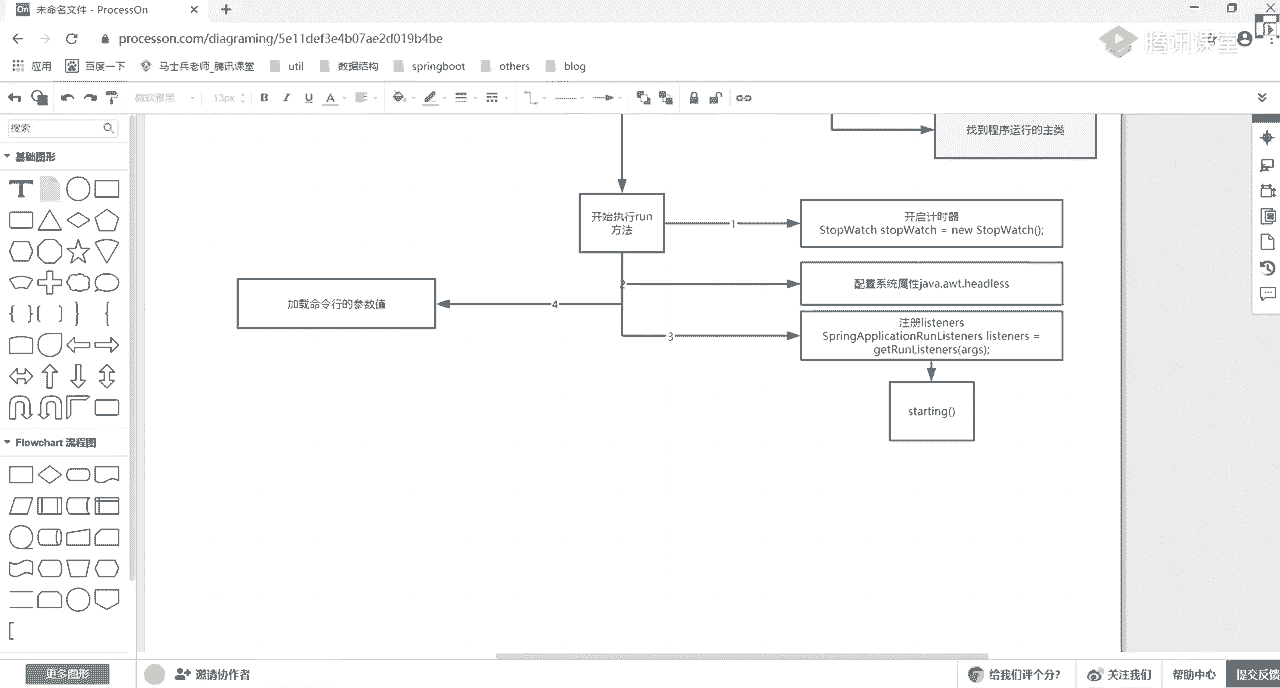 未命名文件 - ProcessOn
processon.com/diagraming/5e11def3e4b07ae2d019b4be
腾讯课堂
应用
百度一下
马士兵老师_腾讯课堂
util
数据结构
springboot
others
blog
微软雅黑
13px
B I U A
搜索
基础图形
Flowchart 流程图
更多图形
找到程序运行的主类
开始执行run
方法
1
开启计时器
StopWatch stopWatch = new StopWatch();
2
配置系统属性java.awt.headless
加载命令行的参数值
4
3
注册listeners
SpringApplicationRunListeners listeners =
getRunListeners(args);
starting()
邀请协作者
给我们评个分?
关注我们
帮助中心
提交反馈